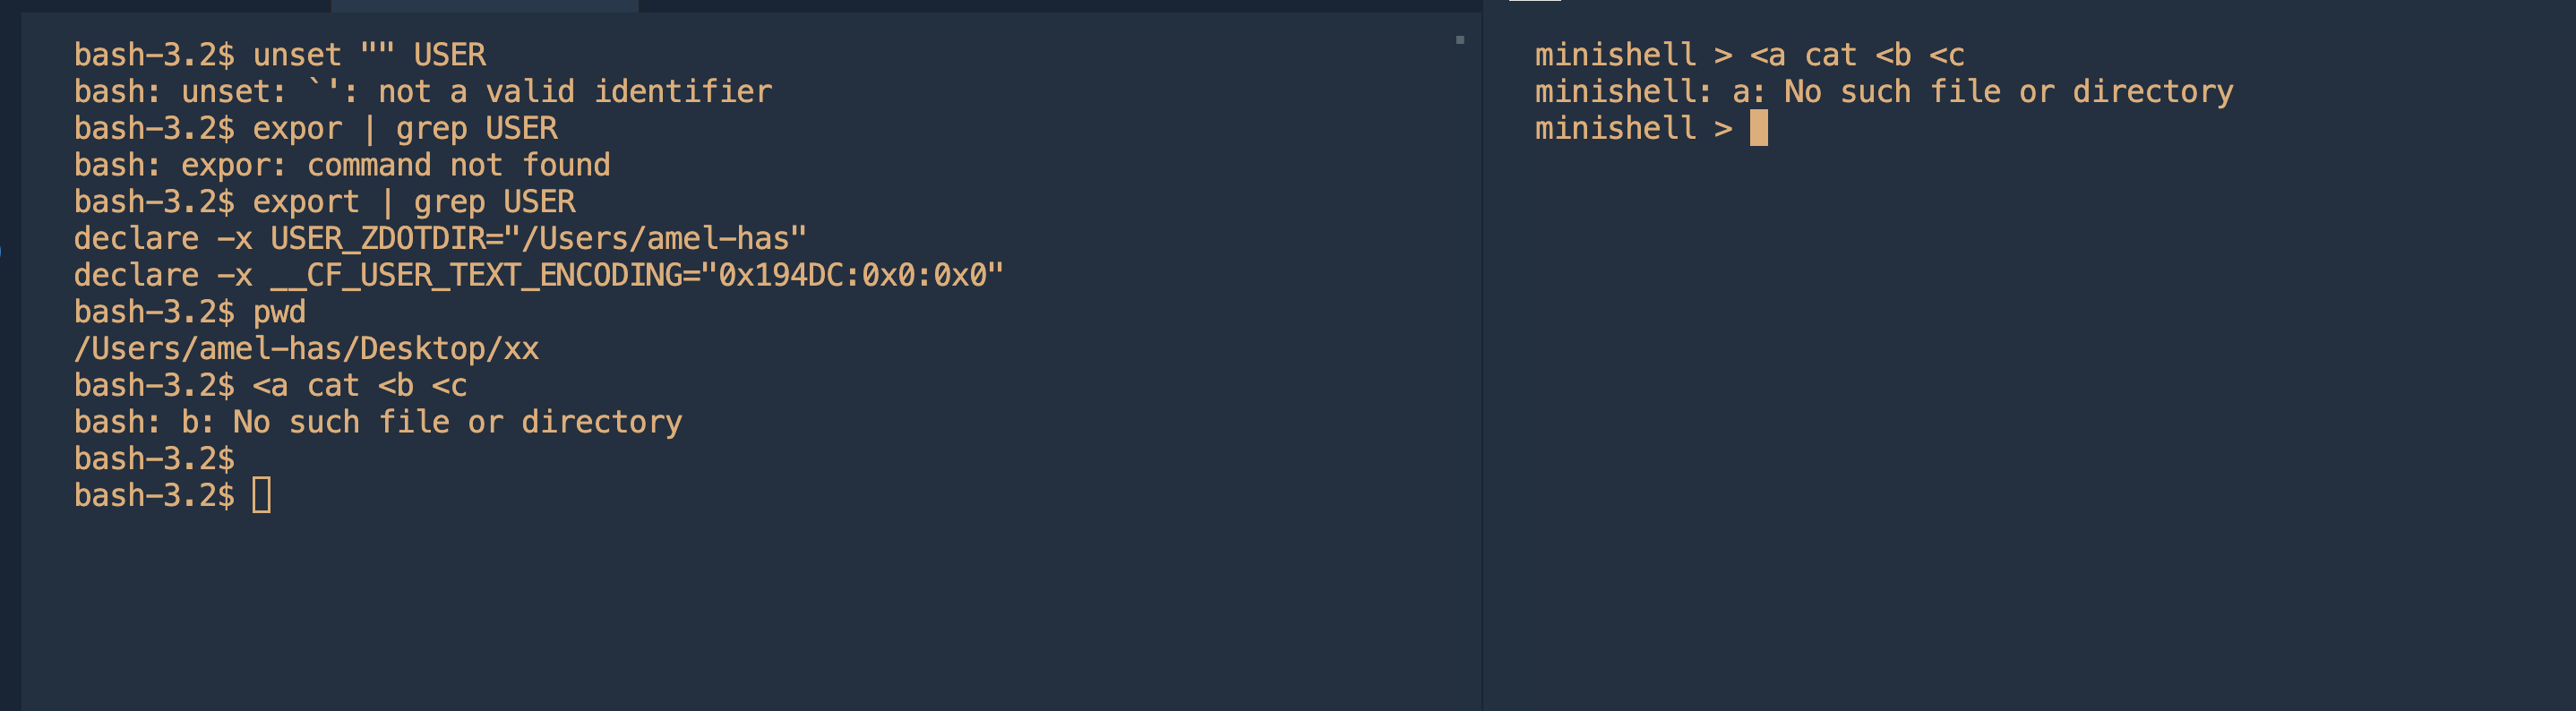 bash-3.2$ unset "" USER
bash: unset: `': not a valid identifier
bash-3.2$ expor | grep USER
bash: expor: command not found
bash-3.2$ export | grep USER
declare -x USER_ZDOTDIR="/Users/amel-has"
declare -x __CF_USER_TEXT_ENCODING="0x194DC:0x0:0x0"
bash-3.2$ pwd
/Users/amel-has/Desktop/xx
bash-3.2$ <a cat <b <c
bash: b: No such file or directory
bash-3.2$
bash-3.2$
minishell > <a cat <b <c
minishell: a: No such file or directory
minishell >